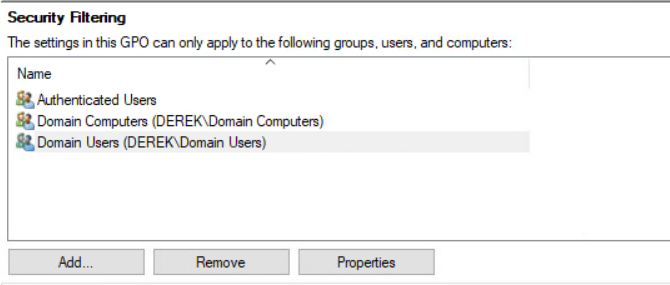 Security Filtering
The settings in this GPO can only apply to the following groups, users, and computers:
Name
Authenticated Users
Domain Computers (DEREK\Domain Computers)
Domain Users (DEREK\Domain Users)
Add... Remove Properties